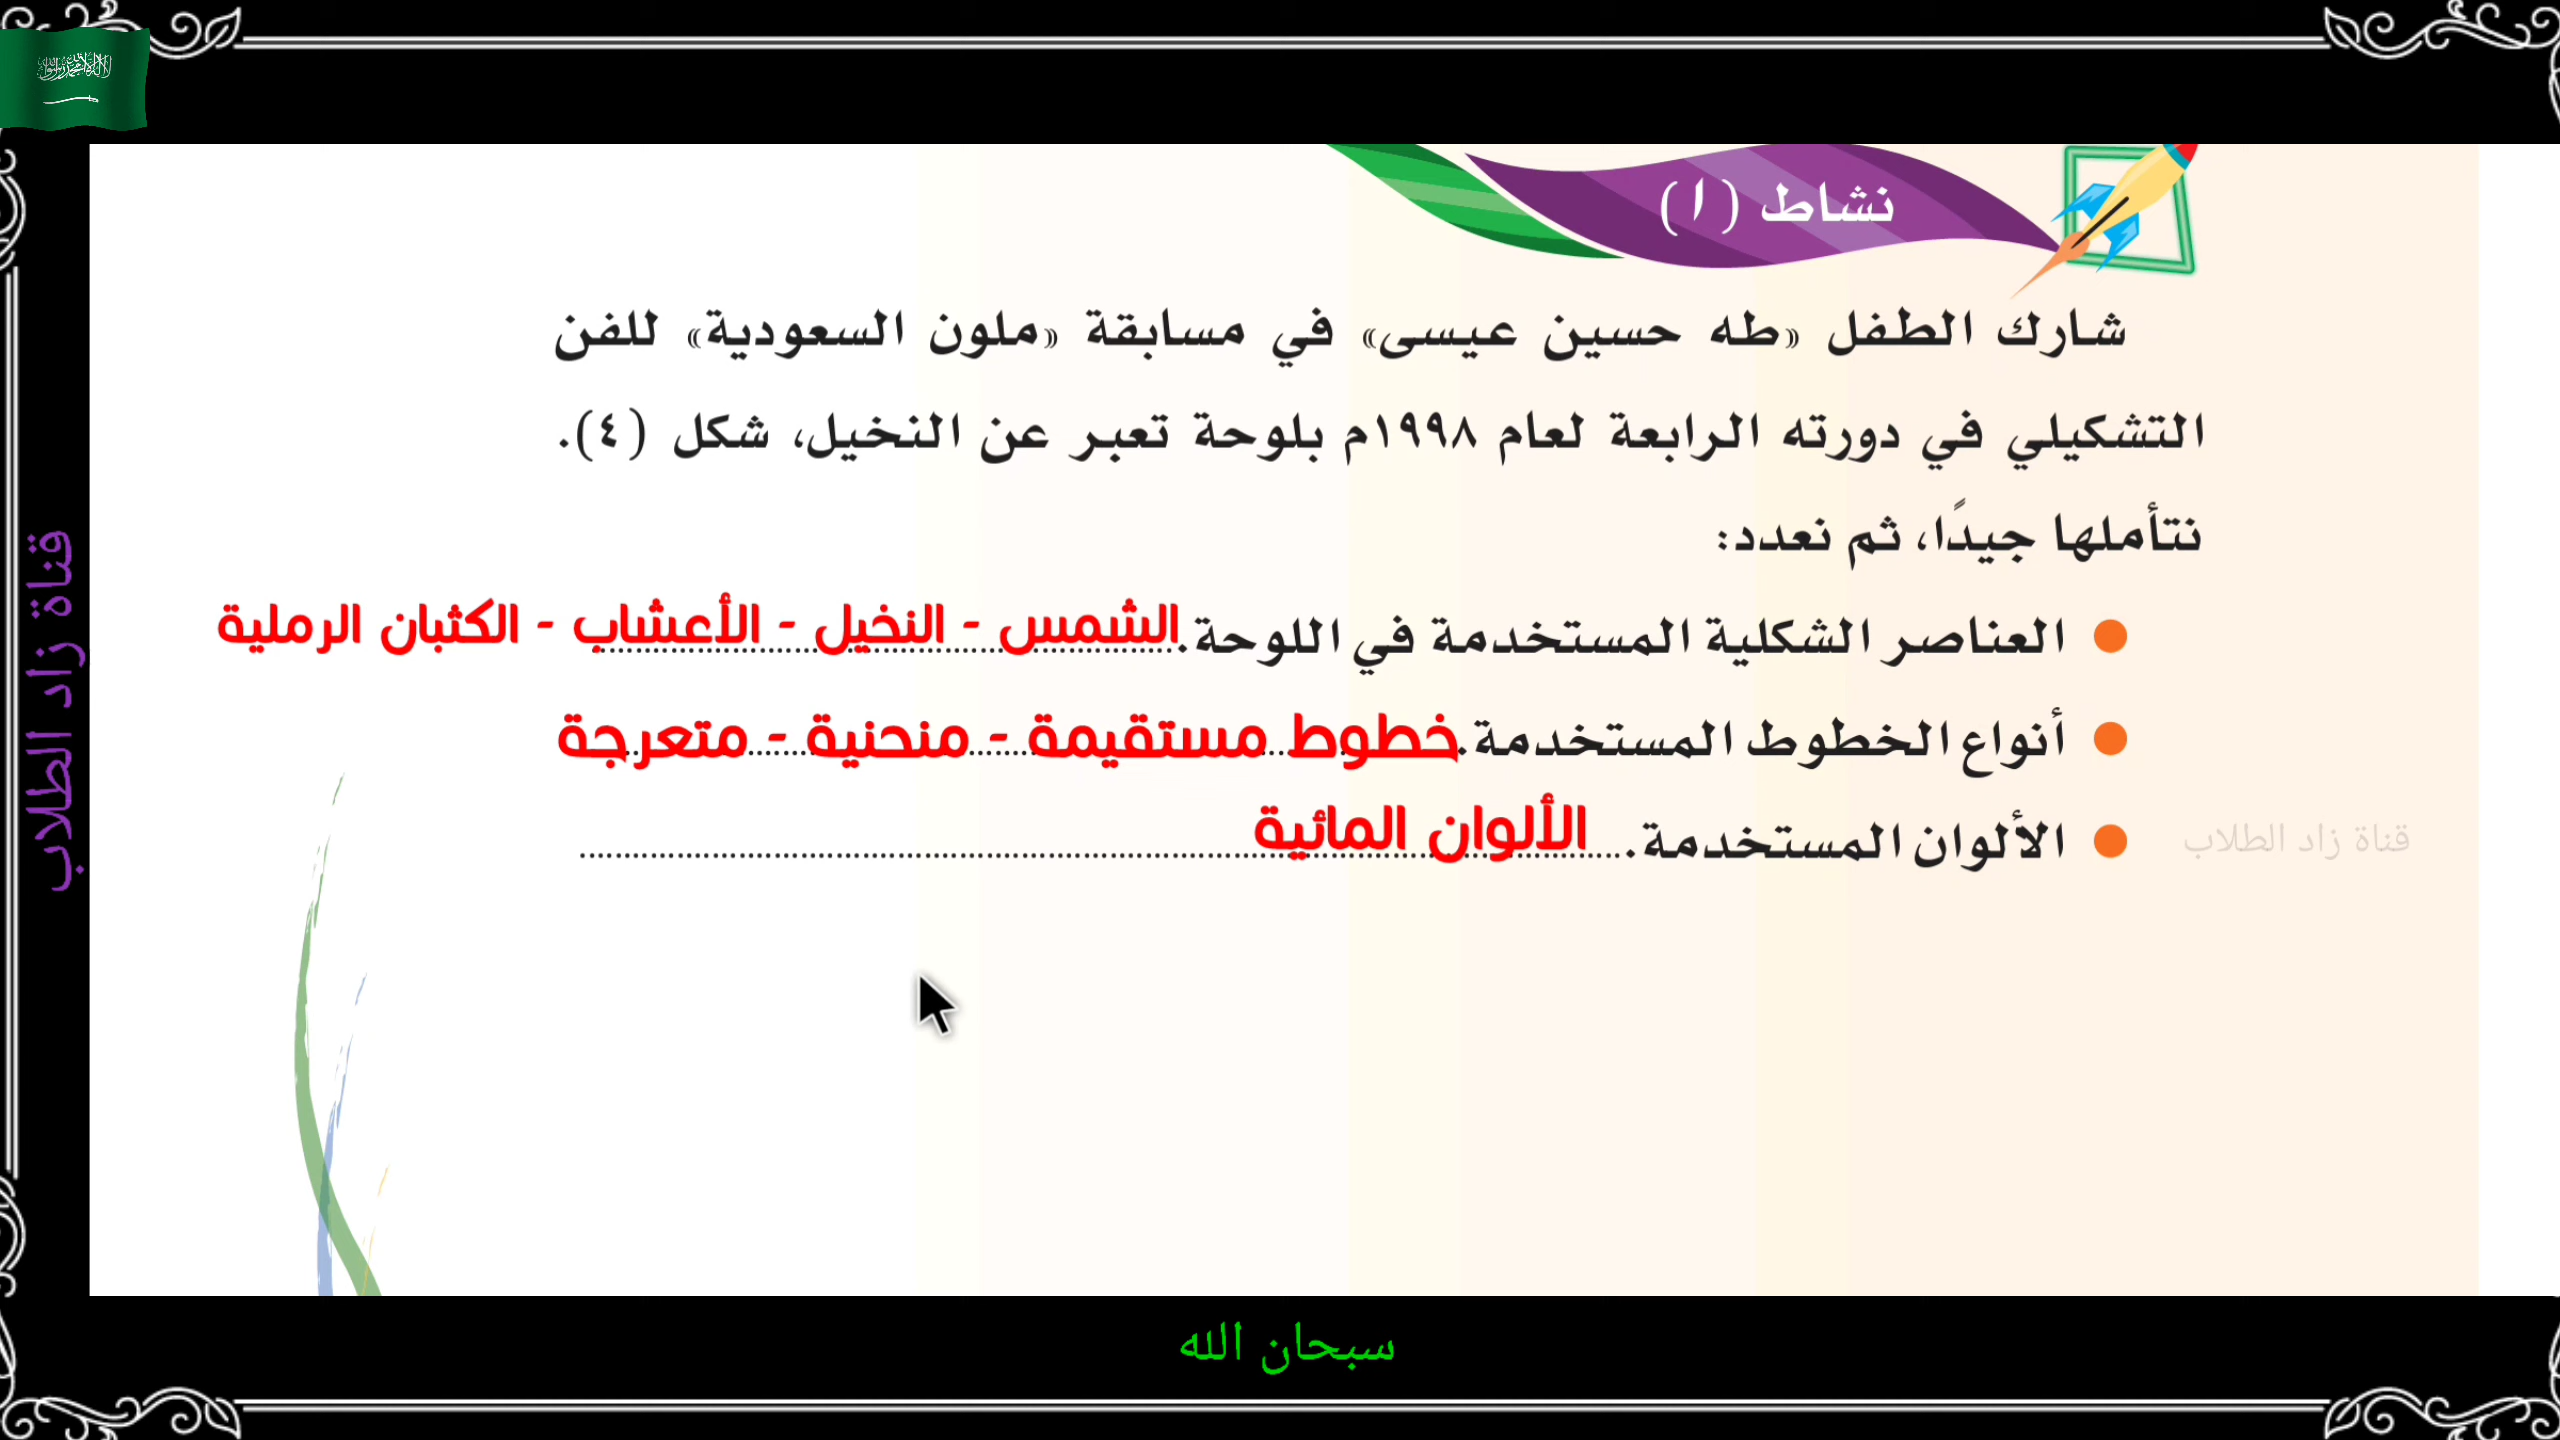 نشاط (١)
شارك الطفل «طه حسين عيسى» في مسابقة «ملون السعودية» للفن
التشكيلي في دورته الرابعة لعام ١٩٩٨م بلوحة تعبر عن النخيل، شكل (٤).
نتأملها جيدًا، ثم نعدد:
العناصر الشكلية المستخدمة في اللوحة. الشمس - النخيل - الأعشاب - الكثبان الرملية
أنواع الخطوط المستخدمة. خطوط مستقيمة - منحنية - متعرجة
الألوان المستخدمة. الألوان المائية
قناة زاد الطلاب
قناة زاد الطلاب
سبحان الله